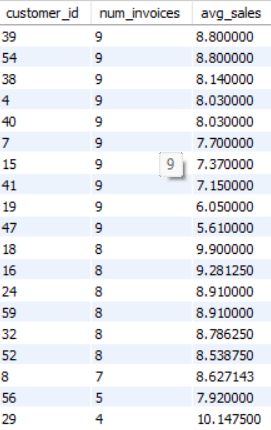 customer_id num_invoices avg_sales
39 9 8.800000
54 9 8.800000
38 9 8.140000
4 9 8.030000
40 9 8.030000
7 9 7.700000
15 9 9 7.370000
41 9 7.150000
19 9 6.050000
47 9 5.610000
18 8 9.900000
16 8 9.281250
24 8 8.910000
59 8 8.910000
32 8 8.786250
52 8 8.538750
8 7 8.627143
56 5 7.920000
29 4 10.147500